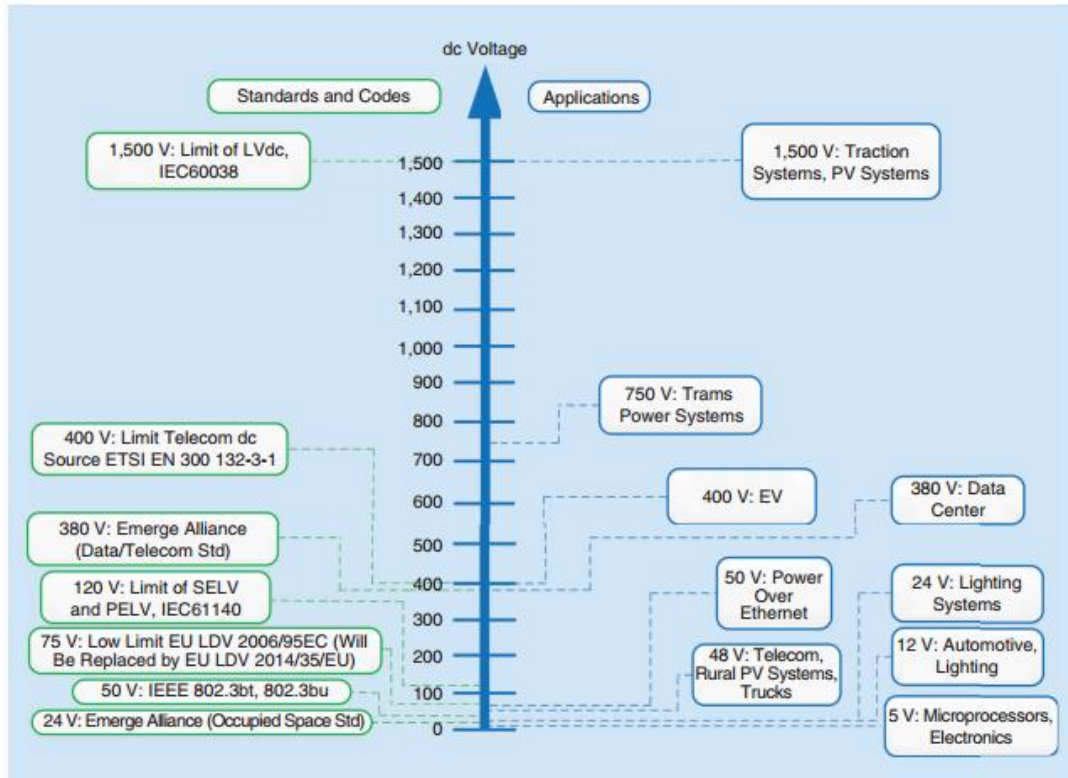 dc Voltage
Standards and Codes
Applications
1,500 V: Limit of LVdc,
IEC60038
400 V: Limit Telecom dc
Source ETSI EN 300 132-3-1
380 V: Emerge Alliance
(Data/Telecom Std)
120 V: Limit of SELV
and PELV, IEC61140
75 V: Low Limit EU LDV 2006/95EC (Will
Be Replaced by EU LDV 2014/35/EU)
50 V: IEEE 802.3bt, 802.3bu
24 V: Emerge Alliance (Occupied Space Std)
1,500
1,400
1,300
1,200
1,100
1,000
900
800
700
600
500
400
300
200
100
0
1,500 V: Traction
Systems, PV Systems
750 V: Trams
Power Systems
400 V: EV
380 V: Data
Center
50 V: Power
Over
Ethernet
24 V: Lighting
Systems
48 V: Telecom,
Rural PV Systems,
Trucks
12 V: Automotive,
Lighting
5 V: Microprocessors,
Electronics